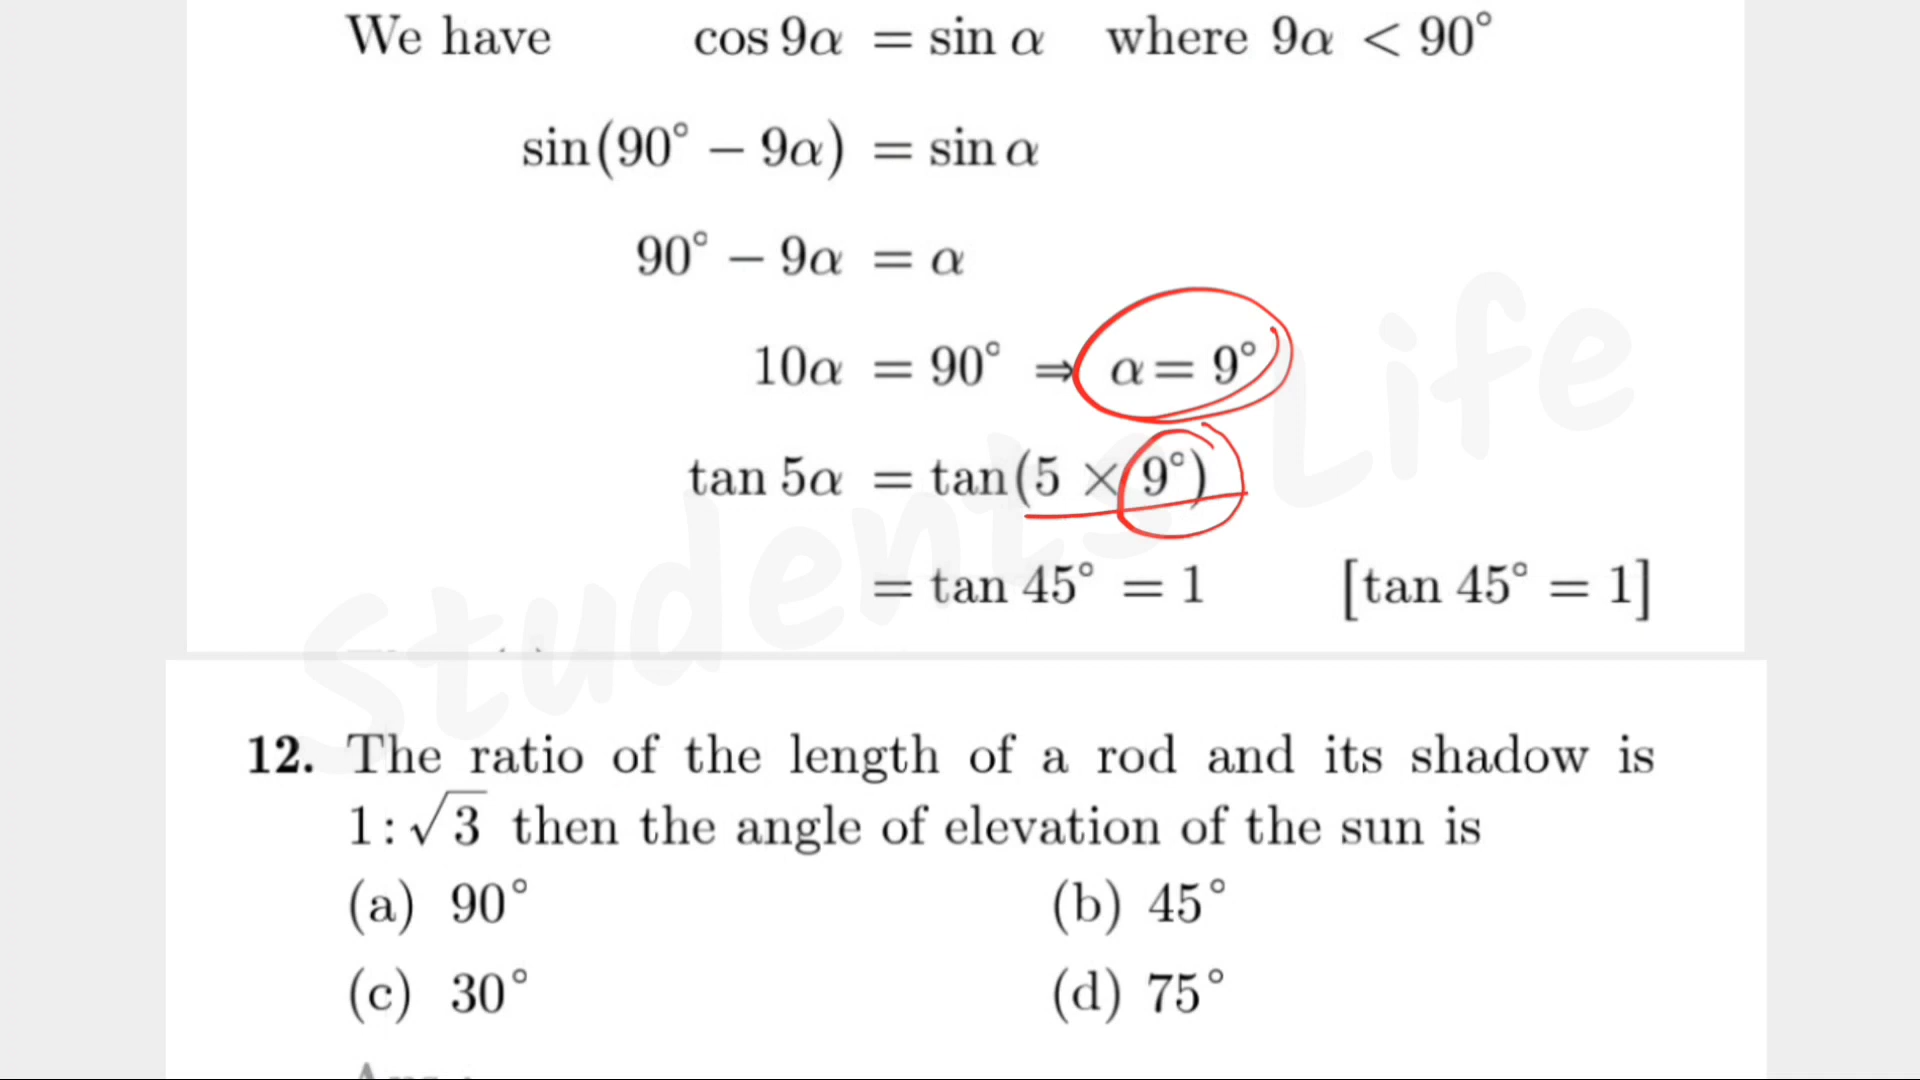 We have cos 9α = sin α where 9α < 90°
sin(90° − 9α) = sin α
90° − 9α = α
10α = 90° ⇒ α = 9°
tan 5α = tan(5 × 9°)
= tan 45° = 1 [tan 45° = 1]
Students Life
12. The ratio of the length of a rod and its shadow is
1 : √3 then the angle of elevation of the sun is
(a) 90° (b) 45°
(c) 30° (d) 75°